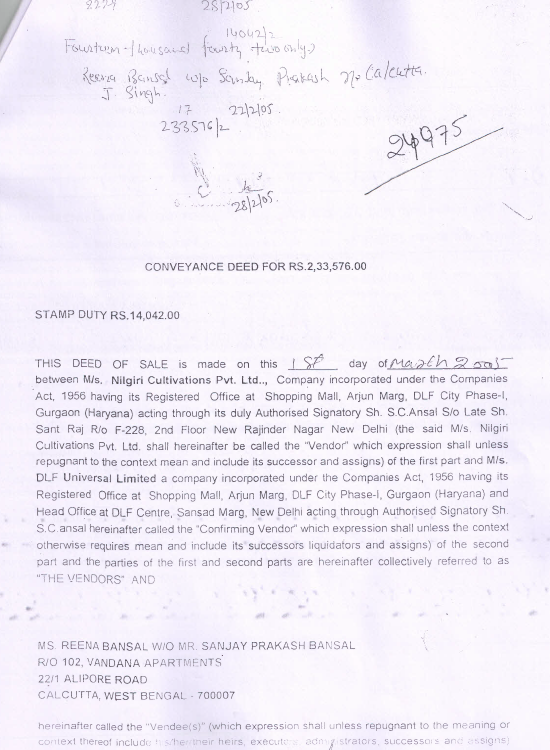 2274 28/2/05
14042/2
Fourteen thousand fourty two only.)
Reena Bansal w/o Sanjay Prakash r/o Calcutta.
J. Singh.
17 22/2/05.
233576/2
24975
28/2/05.
CONVEYANCE DEED FOR RS.2,33,576.00
STAMP DUTY RS.14,042.00
THIS DEED OF SALE is made on this 1st day of March 2005
between M/s. Nilgiri Cultivations Pvt. Ltd.., Company incorporated under the Companies
Act, 1956 having its Registered Office at Shopping Mall, Arjun Marg, DLF City Phase-I,
Gurgaon (Haryana) acting through its duly Authorised Signatory Sh. S.C.Ansal S/o Late Sh.
Sant Raj R/o F-228, 2nd Floor New Rajinder Nagar New Delhi (the said M/s. Nilgiri
Cultivations Pvt. Ltd. shall hereinafter be called the "Vendor" which expression shall unless
repugnant to the context mean and include its successor and assigns) of the first part and M/s.
DLF Universal Limited a company incorporated under the Companies Act, 1956 having its
Registered Office at Shopping Mall, Arjun Marg, DLF City Phase-I, Gurgaon (Haryana) and
Head Office at DLF Centre, Sansad Marg, New Delhi acting through Authorised Signatory Sh.
S.C.ansal hereinafter called the "Confirming Vendor" which expression shall unless the context
otherwise requires mean and include its successors liquidators and assigns) of the second
part and the parties of the first and second parts are hereinafter collectively referred to as
"THE VENDORS" AND
MS. REENA BANSAL W/O MR. SANJAY PRAKASH BANSAL
R/O 102, VANDANA APARTMENTS
22/1 ALIPORE ROAD
CALCUTTA, WEST BENGAL - 700007
hereinafter called the "Vendee(s)" (which expression shall unless repugnant to the meaning or
context thereof include his/her/their heirs, executors, administrators, successors and assigns)